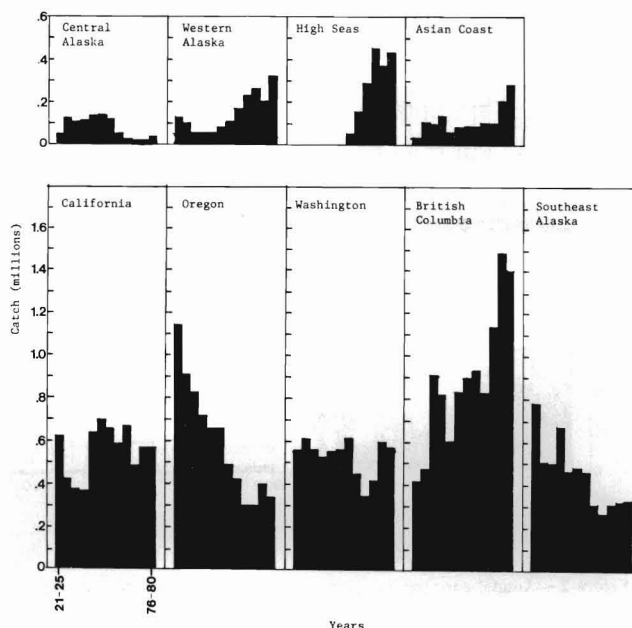 Central
Alaska
Western
Alaska
High Seas
Asian Coast
.6
.4
.2
0
California
Oregon
Washington
British
Columbia
Southeast
Alaska
1.6
1.4
1.2
1.0
.8
.6
.4
.2
0
Catch (millions)
21-25
76-80
Years